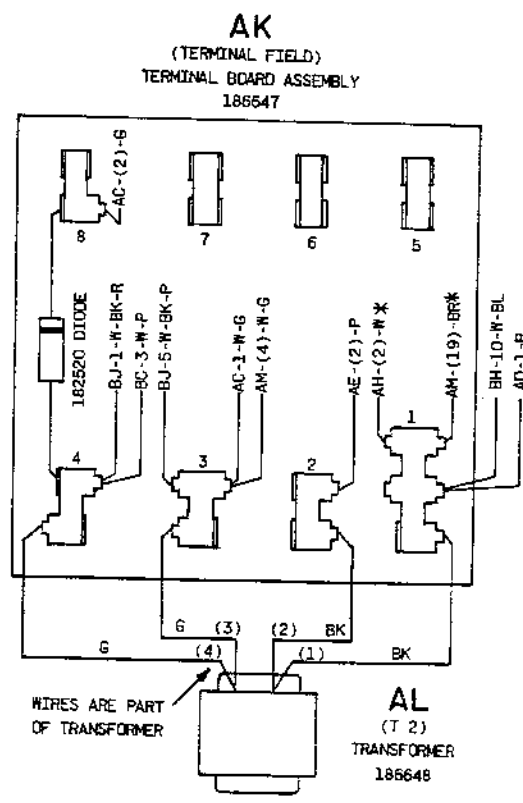 AK
(TERMINAL FIELD)
TERMINAL BOARD ASSEMBLY
186647
8
AC-(2)-G
7
6
5
182520 DIODE
4
BJ-1-W-BK-R
BC-3-W-P
BJ-5-W-BK-P
3
AC-1-W-G
AM-(4)-W-G
2
AE-(2)-P
AH-(2)-W*
1
AM-(19)-BR*
BH-10-W-BL
G
(3)
(2)
BK
G
(4)
(1)
BK
WIRES ARE PART
OF TRANSFORMER
AL
(T 2)
TRANSFORMER
186648